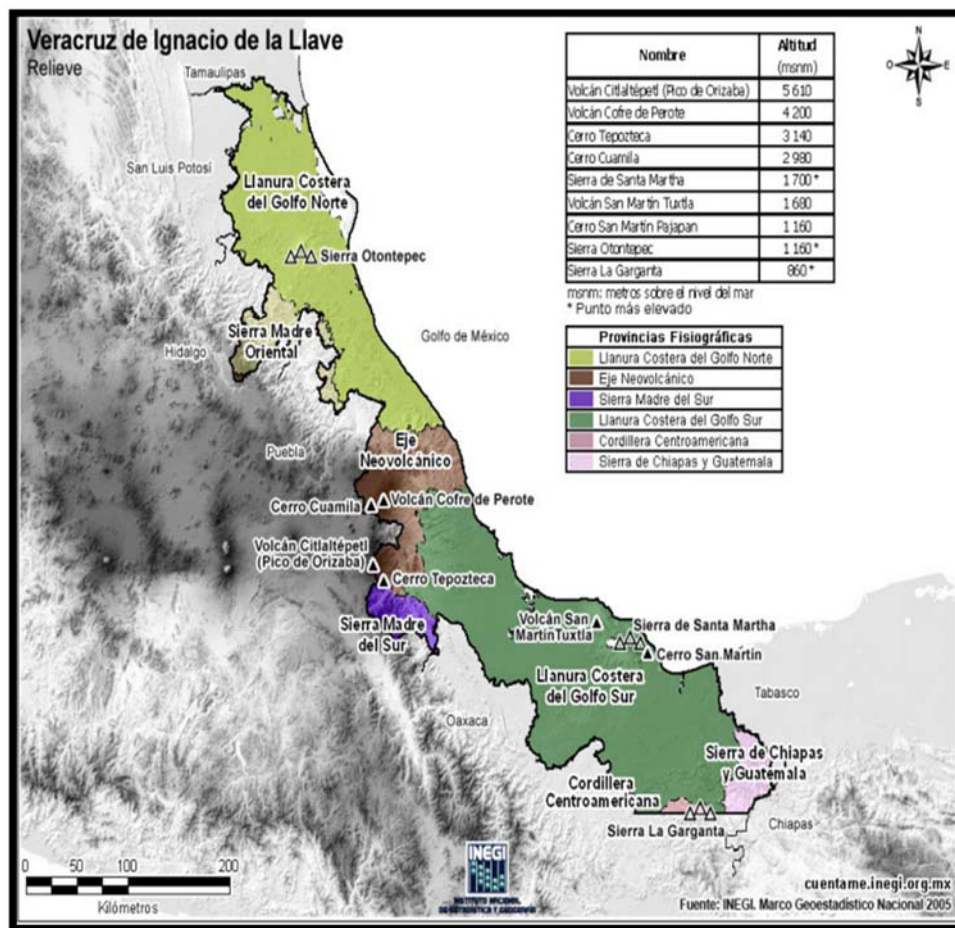 Veracruz de Ignacio de la Llave
Relieve
Tamaulipas
San Luis Potosí
Llanura Costera
del Golfo Norte
Sierra Otontepec
Sierra Madre
Oriental
Hidalgo
Golfo de México
Puebla
Eje
Neovolcánico
Cerro Cuamila
Volcán Cofre de Perote
Volcán Citlaltépetl
(Pico de Orizaba)
Cerro Tepozteca
Sierra Madre
del Sur
Volcán San
Martín Tuxtla
Sierra de Santa Martha
Cerro San Martín
Llanura Costera
del Golfo Sur
Tabasco
Oaxaca
Sierra de Chiapas
y Guatemala
Cordillera
Centroamericana
Sierra La Garganta
Chiapas
Nombre Altitud
(msnm)
Volcán Citlaltépetl (Pico de Orizaba) 5 610
Volcán Cofre de Perote 4 200
Cerro Tepozteca 3 140
Cerro Cuamila 2 980
Sierra de Santa Martha 1 700 *
Volcán San Martín Tuxtla 1 680
Cerro San Martín Pajapan 1 160
Sierra Otontepec 1 160 *
Sierra La Garganta 860 *
msnm: metros sobre el nivel del mar
* Punto más elevado
Provincias Fisiográficas
Llanura Costera del Golfo Norte
Eje Neovolcánico
Sierra Madre del Sur
Llanura Costera del Golfo Sur
Cordillera Centroamericana
Sierra de Chiapas y Guatemala
N
O E
S
0 50 100 200
Kilómetros
INEGI
INSTITUTO NACIONAL
DE ESTADÍSTICA Y GEOGRAFÍA
cuentame.inegi.org.mx
Fuente: INEGI. Marco Geoestadístico Nacional 2005